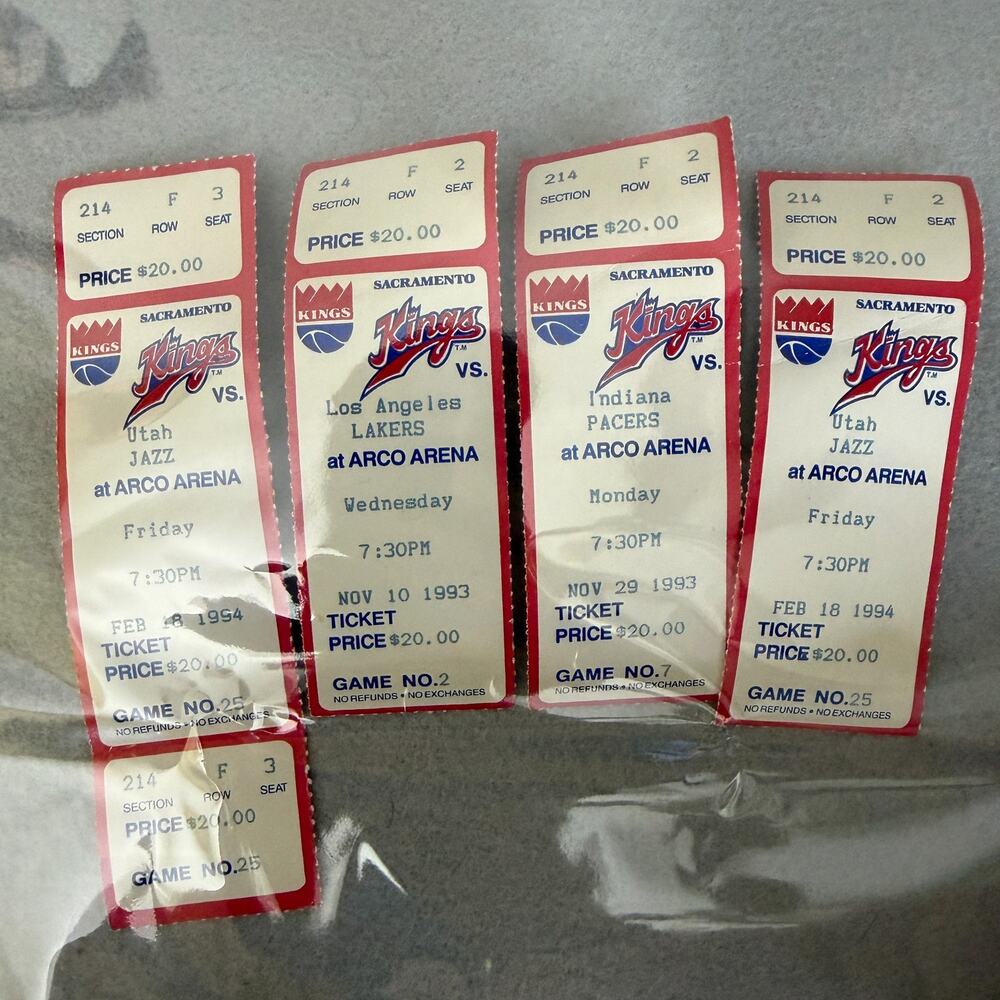 214 F 3
SECTION ROW SEAT
PRICE $20.00
SACRAMENTO
KINGS
Kings
VS.
Utah
JAZZ
at ARCO ARENA
Friday
7:30PM
FEB 18 1994
TICKET
PRICE $20.00
GAME NO.25
NO REFUNDS • NO EXCHANGES
214 F 3
SECTION ROW SEAT
PRICE $20.00
GAME NO.25
214 F 2
SECTION ROW SEAT
PRICE $20.00
SACRAMENTO
KINGS
Kings
T.M
VS.
Los Angeles
LAKERS
at ARCO ARENA
Wednesday
7:30PM
NOV 10 1993
TICKET
PRICE $20.00
GAME NO.2
NO REFUNDS • NO EXCHANGES
214 F 2
SECTION ROW SEAT
PRICE $20.00
SACRAMENTO
KINGS
Kings
T.M
VS.
Indiana
PACERS
at ARCO ARENA
Monday
7:30PM
NOV 29 1993
TICKET
PRICE $20.00
GAME NO.7
NO REFUNDS • NO EXCHANGES
214 F 2
SECTION ROW SEAT
PRICE $20.00
SACRAMENTO
KINGS
Kings
T.M
VS.
Utah
JAZZ
at ARCO ARENA
Friday
7:30PM
FEB 18 1994
TICKET
PRICE $20.00
GAME NO.25
NO REFUNDS • NO EXCHANGES